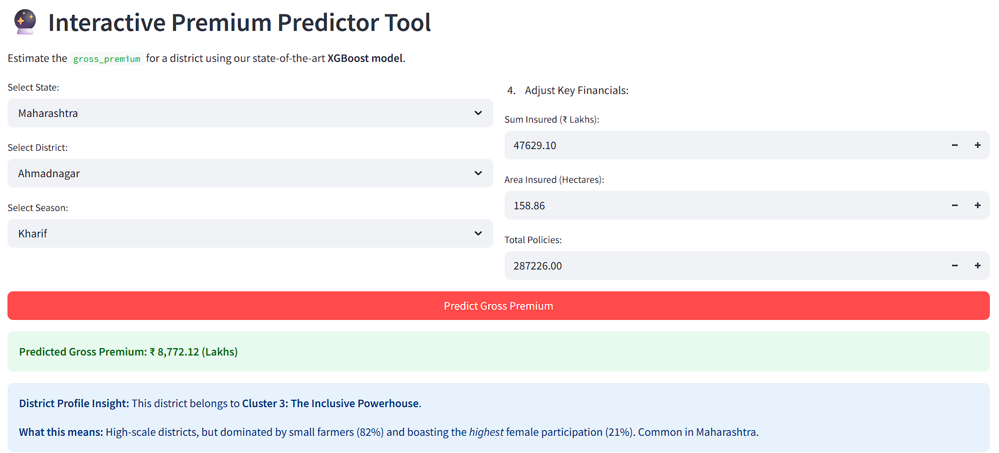 Interactive Premium Predictor Tool
Estimate the gross_premium for a district using our state-of-the-art XGBoost model.
Select State:
Maharashtra
Select District:
Ahmadnagar
Select Season:
Kharif
4. Adjust Key Financials:
Sum Insured (₹ Lakhs):
47629.10
Area Insured (Hectares):
158.86
Total Policies:
287226.00
Predict Gross Premium
Predicted Gross Premium: ₹ 8,772.12 (Lakhs)
District Profile Insight: This district belongs to Cluster 3: The Inclusive Powerhouse.
What this means: High-scale districts, but dominated by small farmers (82%) and boasting the highest female participation (21%). Common in Maharashtra.